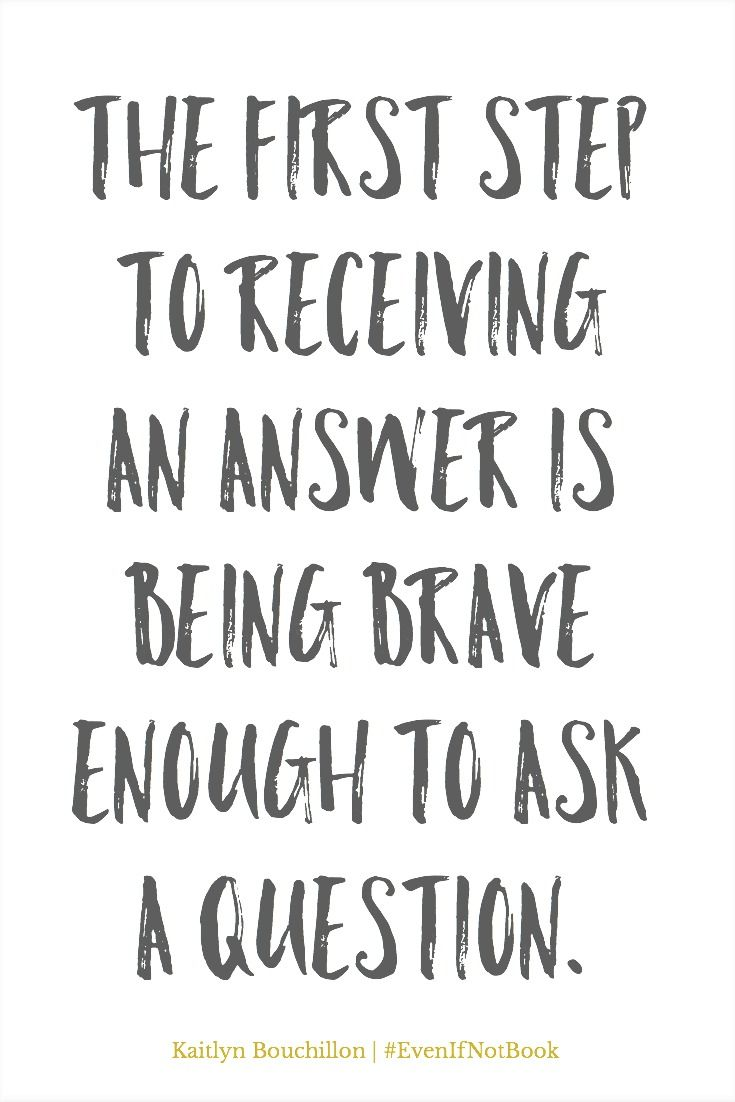 THE FIRST STEP
TO RECEIVING
AN ANSWER IS
BEING BRAVE
ENOUGH TO ASK
A QUESTION.
Kaitlyn Bouchillon | #EvenIfNotBook